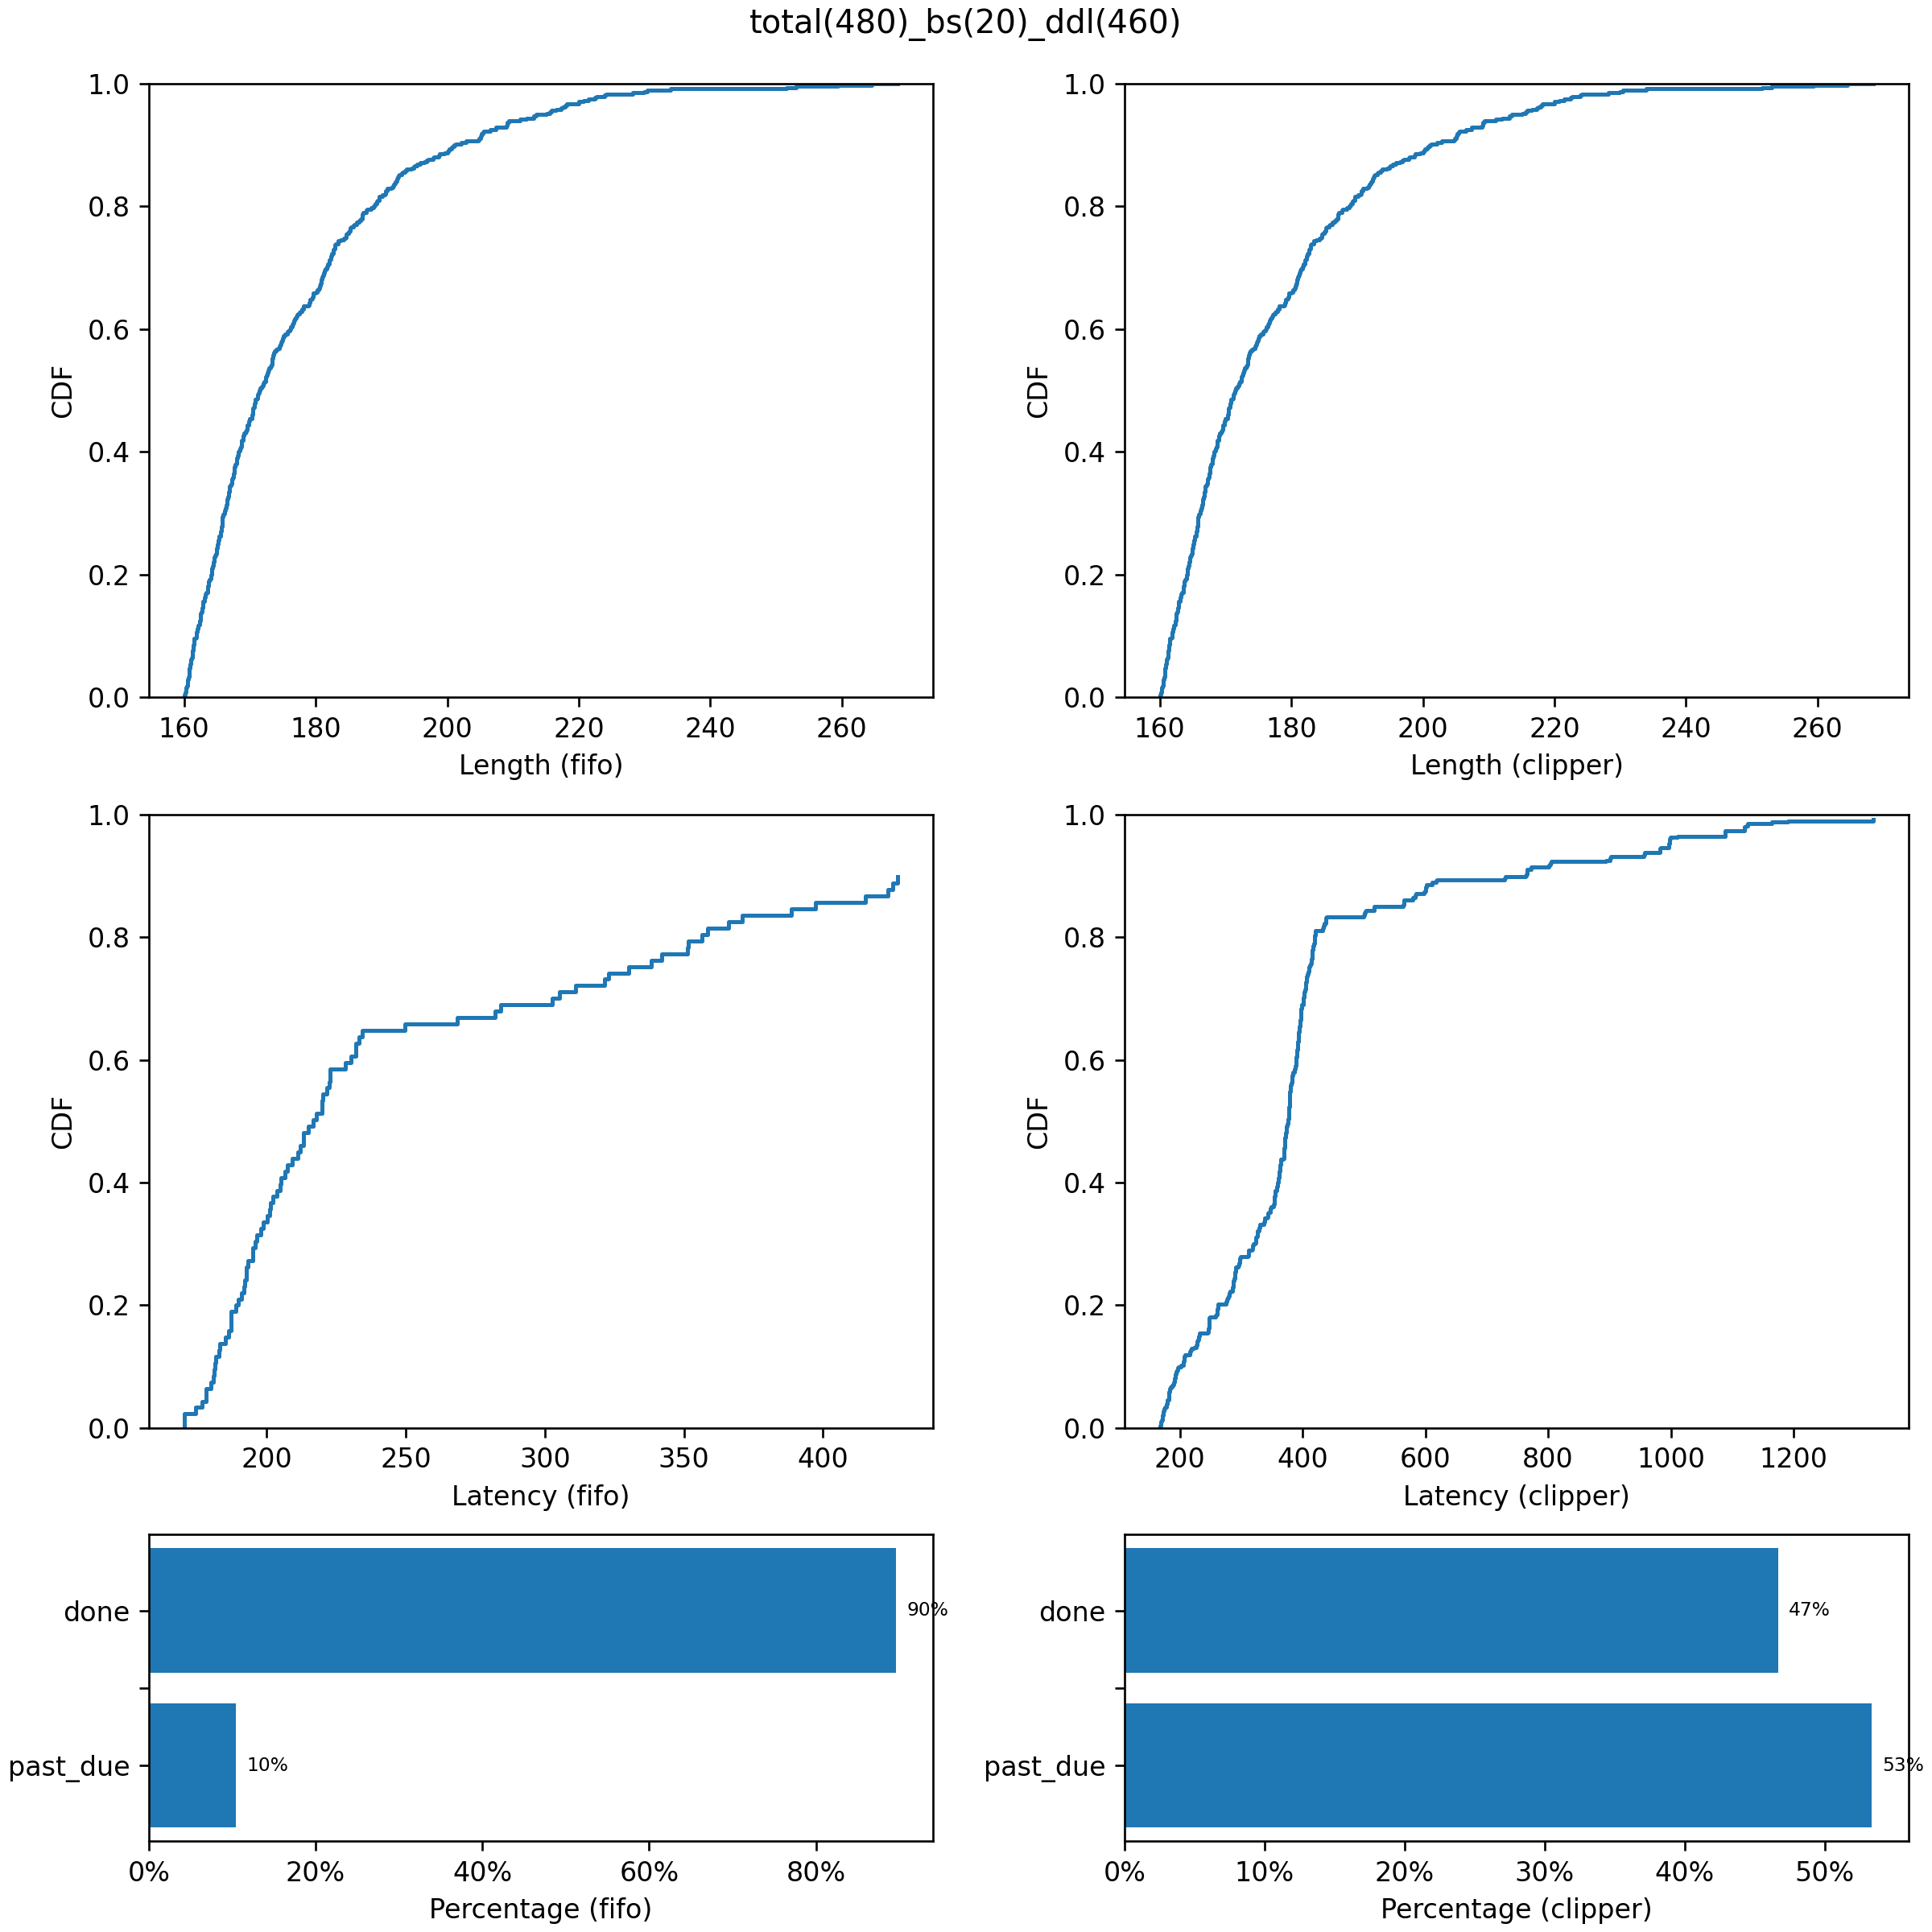 total(480)_bs(20)_ddl(460)
1.0
0.8
0.6
0.4
0.2
0.0
CDF
160 180 200 220 240 260
Length (fifo)
1.0
0.8
0.6
0.4
0.2
0.0
CDF
160 180 200 220 240 260
Length (clipper)
1.0
0.8
0.6
0.4
0.2
0.0
CDF
200 250 300 350 400
Latency (fifo)
1.0
0.8
0.6
0.4
0.2
0.0
CDF
200 400 600 800 1000 1200
Latency (clipper)
done 90%
past_due 10%
0% 20% 40% 60% 80%
Percentage (fifo)
done 47%
past_due 53%
0% 10% 20% 30% 40% 50%
Percentage (clipper)